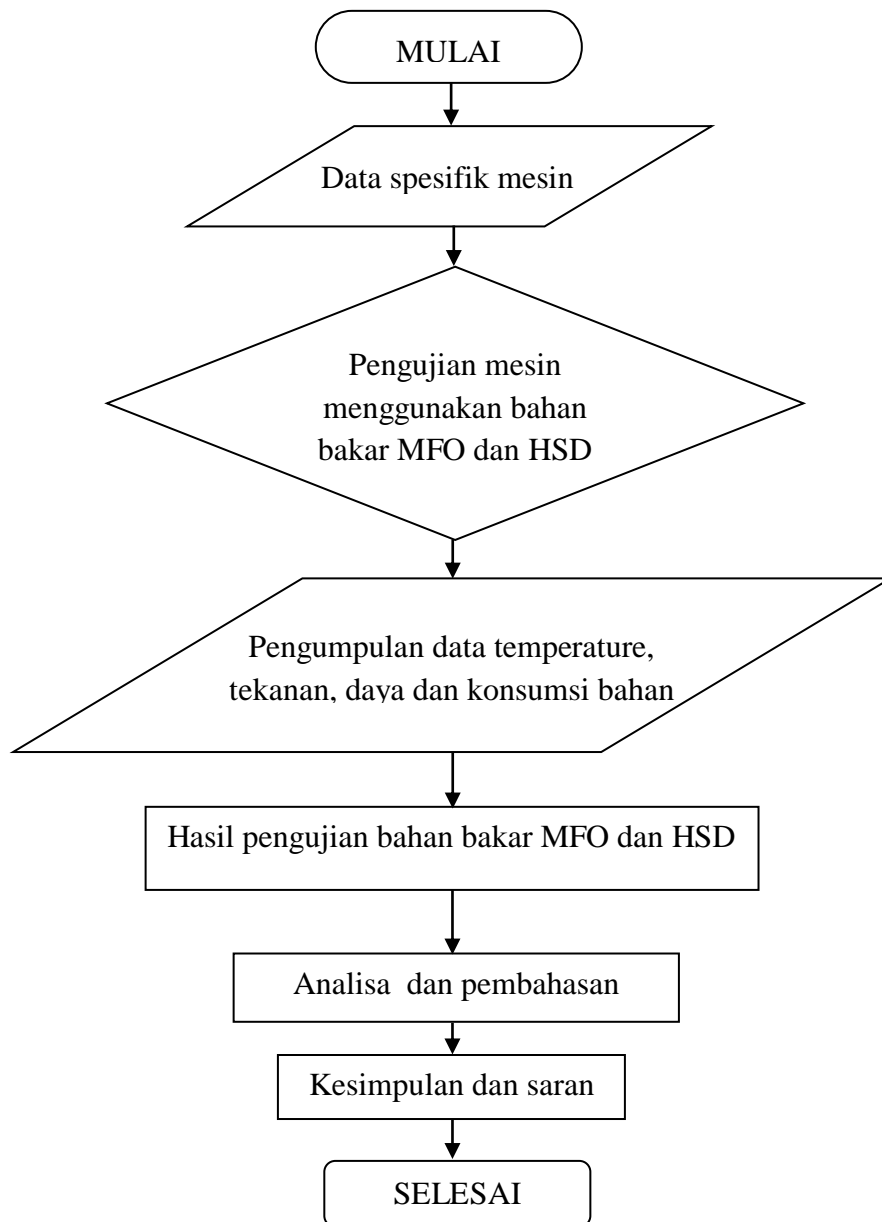 MULAI
Data spesifik mesin
Pengujian mesin
menggunakan bahan
bakar MFO dan HSD
Pengumpulan data temperature,
tekanan, daya dan konsumsi bahan
Hasil pengujian bahan bakar MFO dan HSD
Analisa dan pembahasan
Kesimpulan dan saran
SELESAI